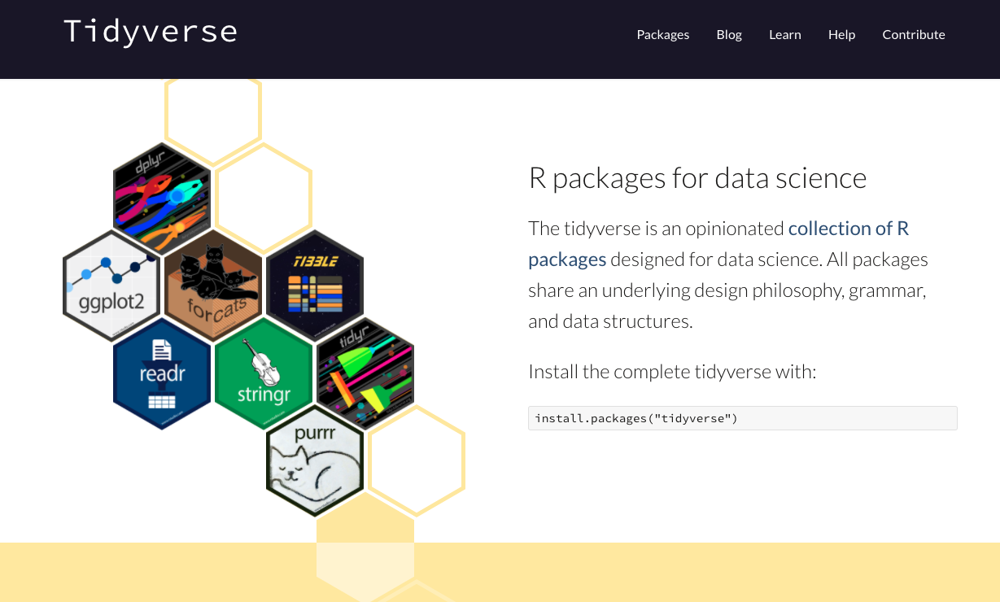 Tidyverse
Packages Blog Learn Help Contribute
dplyr
ggplot2
forcats
TIBBLE
readr
stringr
tidyr
purrr
R packages for data science
The tidyverse is an opinionated collection of R
packages designed for data science. All packages
share an underlying design philosophy, grammar,
and data structures.
Install the complete tidyverse with:
install.packages("tidyverse")